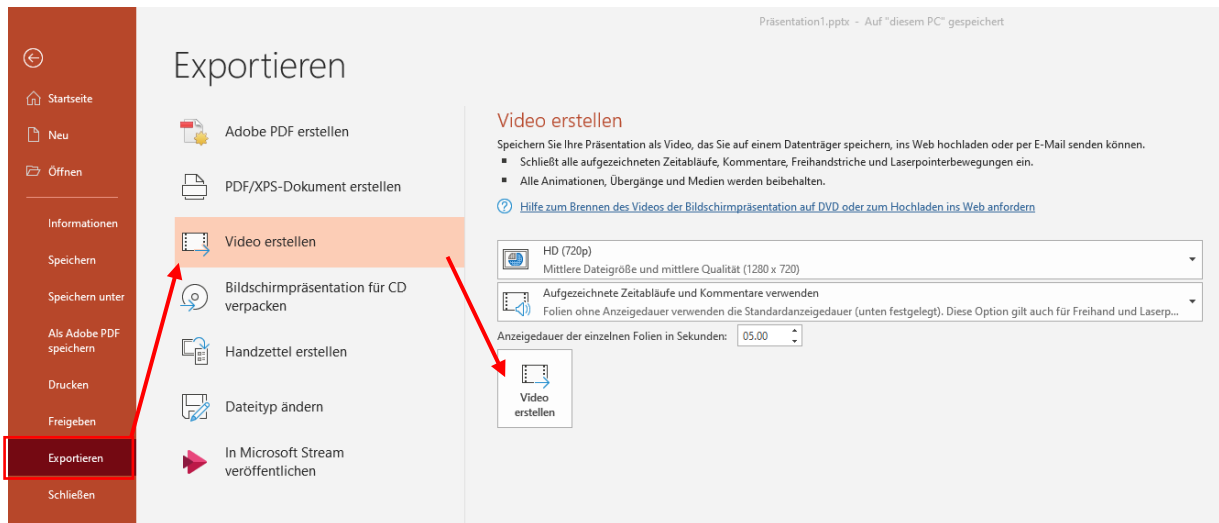 Präsentation1.pptx - Auf "diesem PC" gespeichert
Startseite
Neu
Öffnen
Informationen
Speichern
Speichern unter
Als Adobe PDF
speichern
Drucken
Freigeben
Exportieren
Schließen
Exportieren
Adobe PDF erstellen
PDF/XPS-Dokument erstellen
Video erstellen
Bildschirmpräsentation für CD
verpacken
Handzettel erstellen
Dateityp ändern
In Microsoft Stream
veröffentlichen
Video erstellen
Speichern Sie Ihre Präsentation als Video, das Sie auf einem Datenträger speichern, ins Web hochladen oder per E-Mail senden können.
Schließt alle aufgezeichneten Zeitabläufe, Kommentare, Freihandstriche und Laserpointerbewegungen ein.
Alle Animationen, Übergänge und Medien werden beibehalten.
Hilfe zum Brennen des Videos der Bildschirmpräsentation auf DVD oder zum Hochladen ins Web anfordern
HD (720p)
Mittlere Dateigröße und mittlere Qualität (1280 x 720)
Aufgezeichnete Zeitabläufe und Kommentare verwenden
Folien ohne Anzeigedauer verwenden die Standardanzeigedauer (unten festgelegt). Diese Option gilt auch für Freihand und Laserp...
Anzeigedauer der einzelnen Folien in Sekunden: 05.00
Video
erstellen